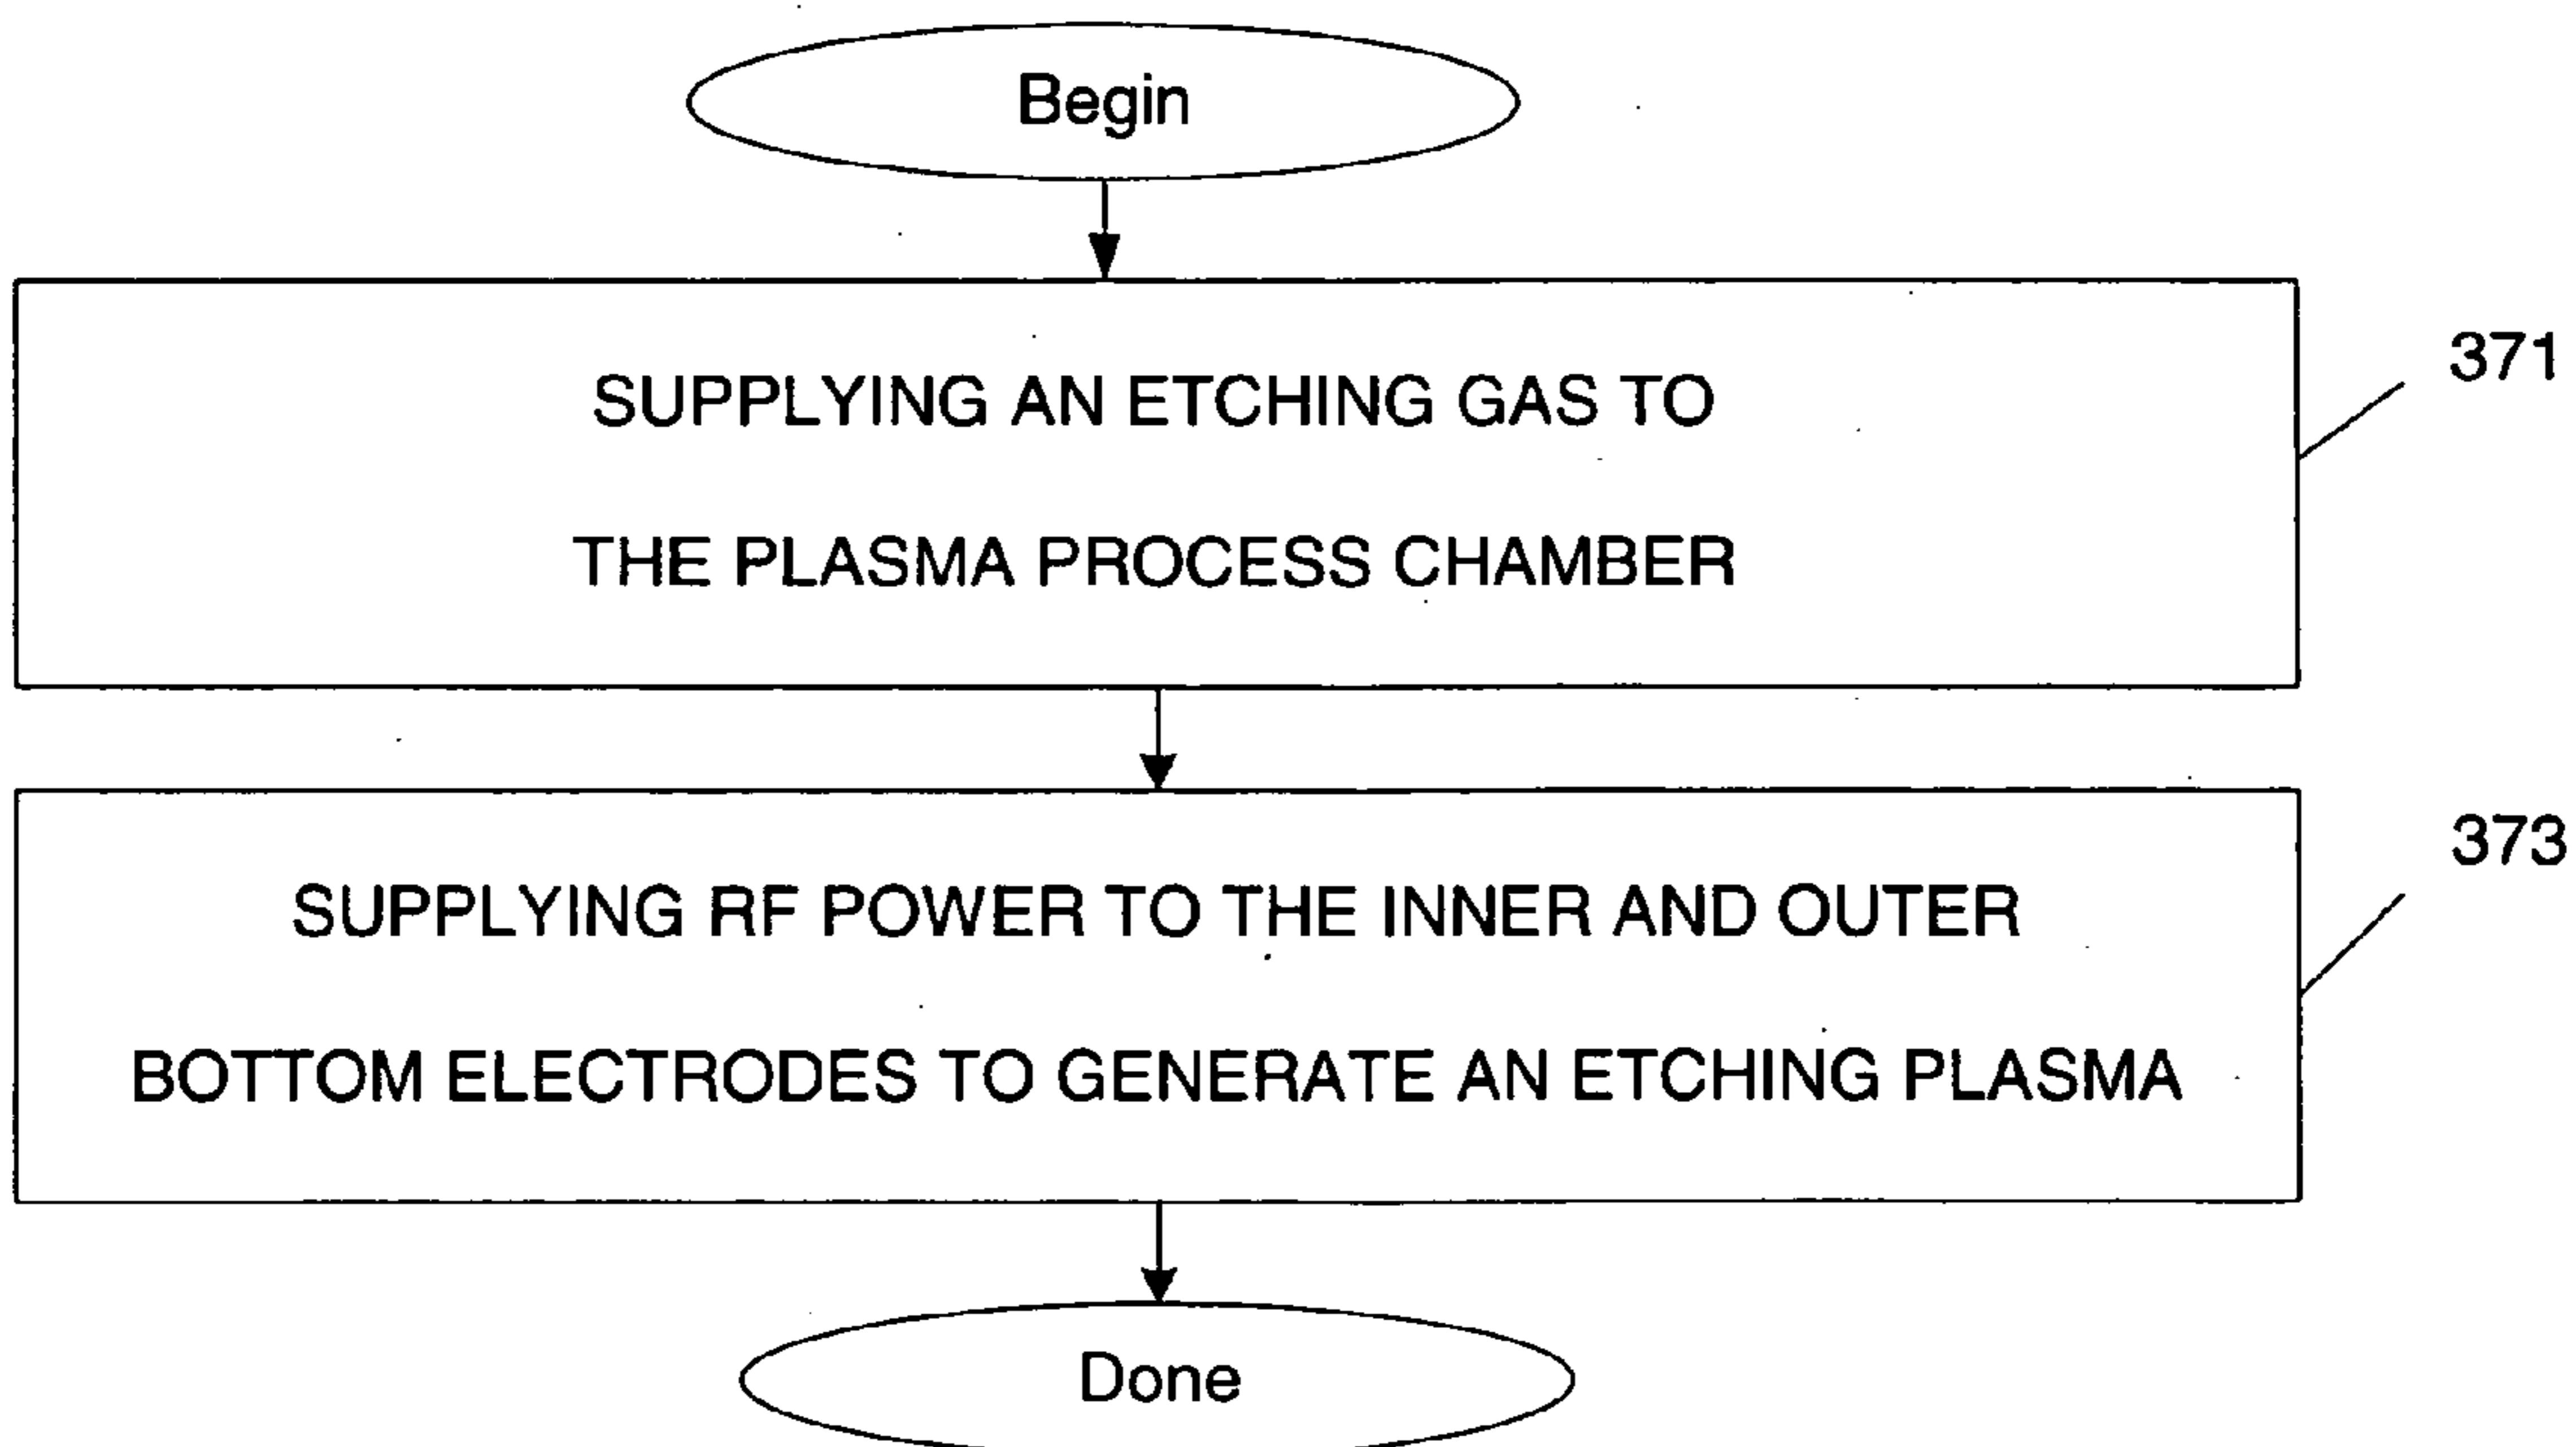 Begin
SUPPLYING AN ETCHING GAS TO
THE PLASMA PROCESS CHAMBER
371
SUPPLYING RF POWER TO THE INNER AND OUTER
BOTTOM ELECTRODES TO GENERATE AN ETCHING PLASMA
373
Done